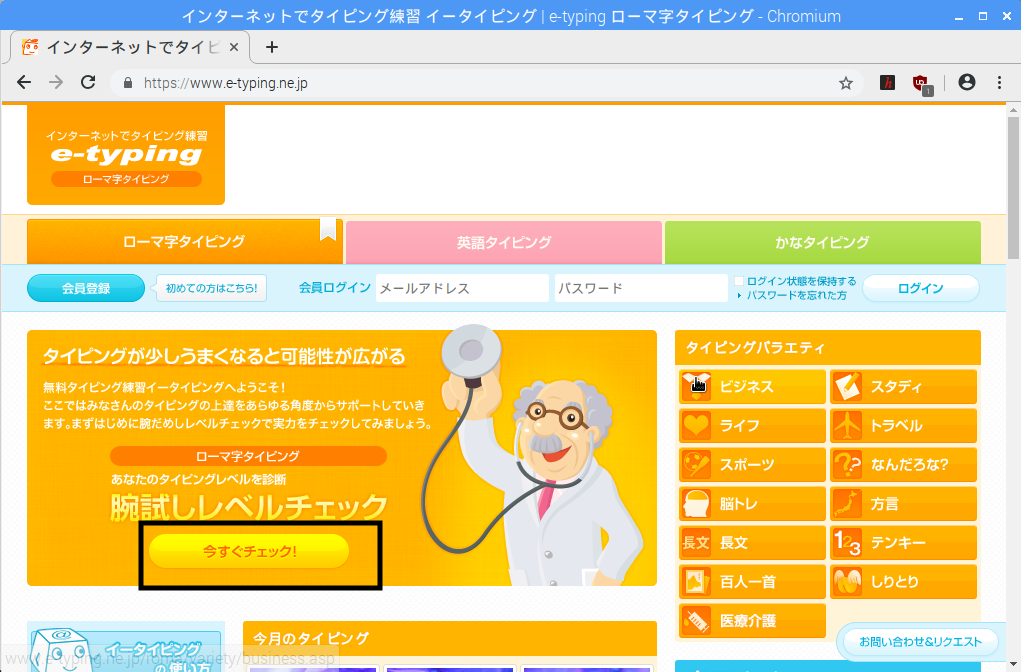 インターネットでタイピング練習 イータイピング | e-typing ローマ字タイピング - Chromium
インターネットでタイピ
https://www.e-typing.ne.jp
1
インターネットでタイピング練習
e-typing
ローマ字タイピング
ローマ字タイピング
英語タイピング
かなタイピング
会員登録
初めての方はこちら!
会員ログイン
メールアドレス
パスワード
ログイン状態を保持する
パスワードを忘れた方
ログイン
タイピングが少しうまくなると可能性が広がる
無料タイピング練習イータイピングへようこそ!
ここではみなさんのタイピングの上達をあらゆる角度からサポートしていき
ます。まずはじめに腕だめしレベルチェックで実力をチェックしてみましょう。
ローマ字タイピング
あなたのタイピングレベルを診断
腕試しレベルチェック
今すぐチェック!
タイピングバラエティ
ビジネス
スタディ
ライフ
トラベル
スポーツ
??
なんだろな?
脳トレ
方言
長文
長文
123
テンキー
百人一首
しりとり
医療介護
お問い合わせ&リクエスト
@
イータイピング
の使い方
今月のタイピング
www.e-typing.ne.jp/roma/variety/business.asp